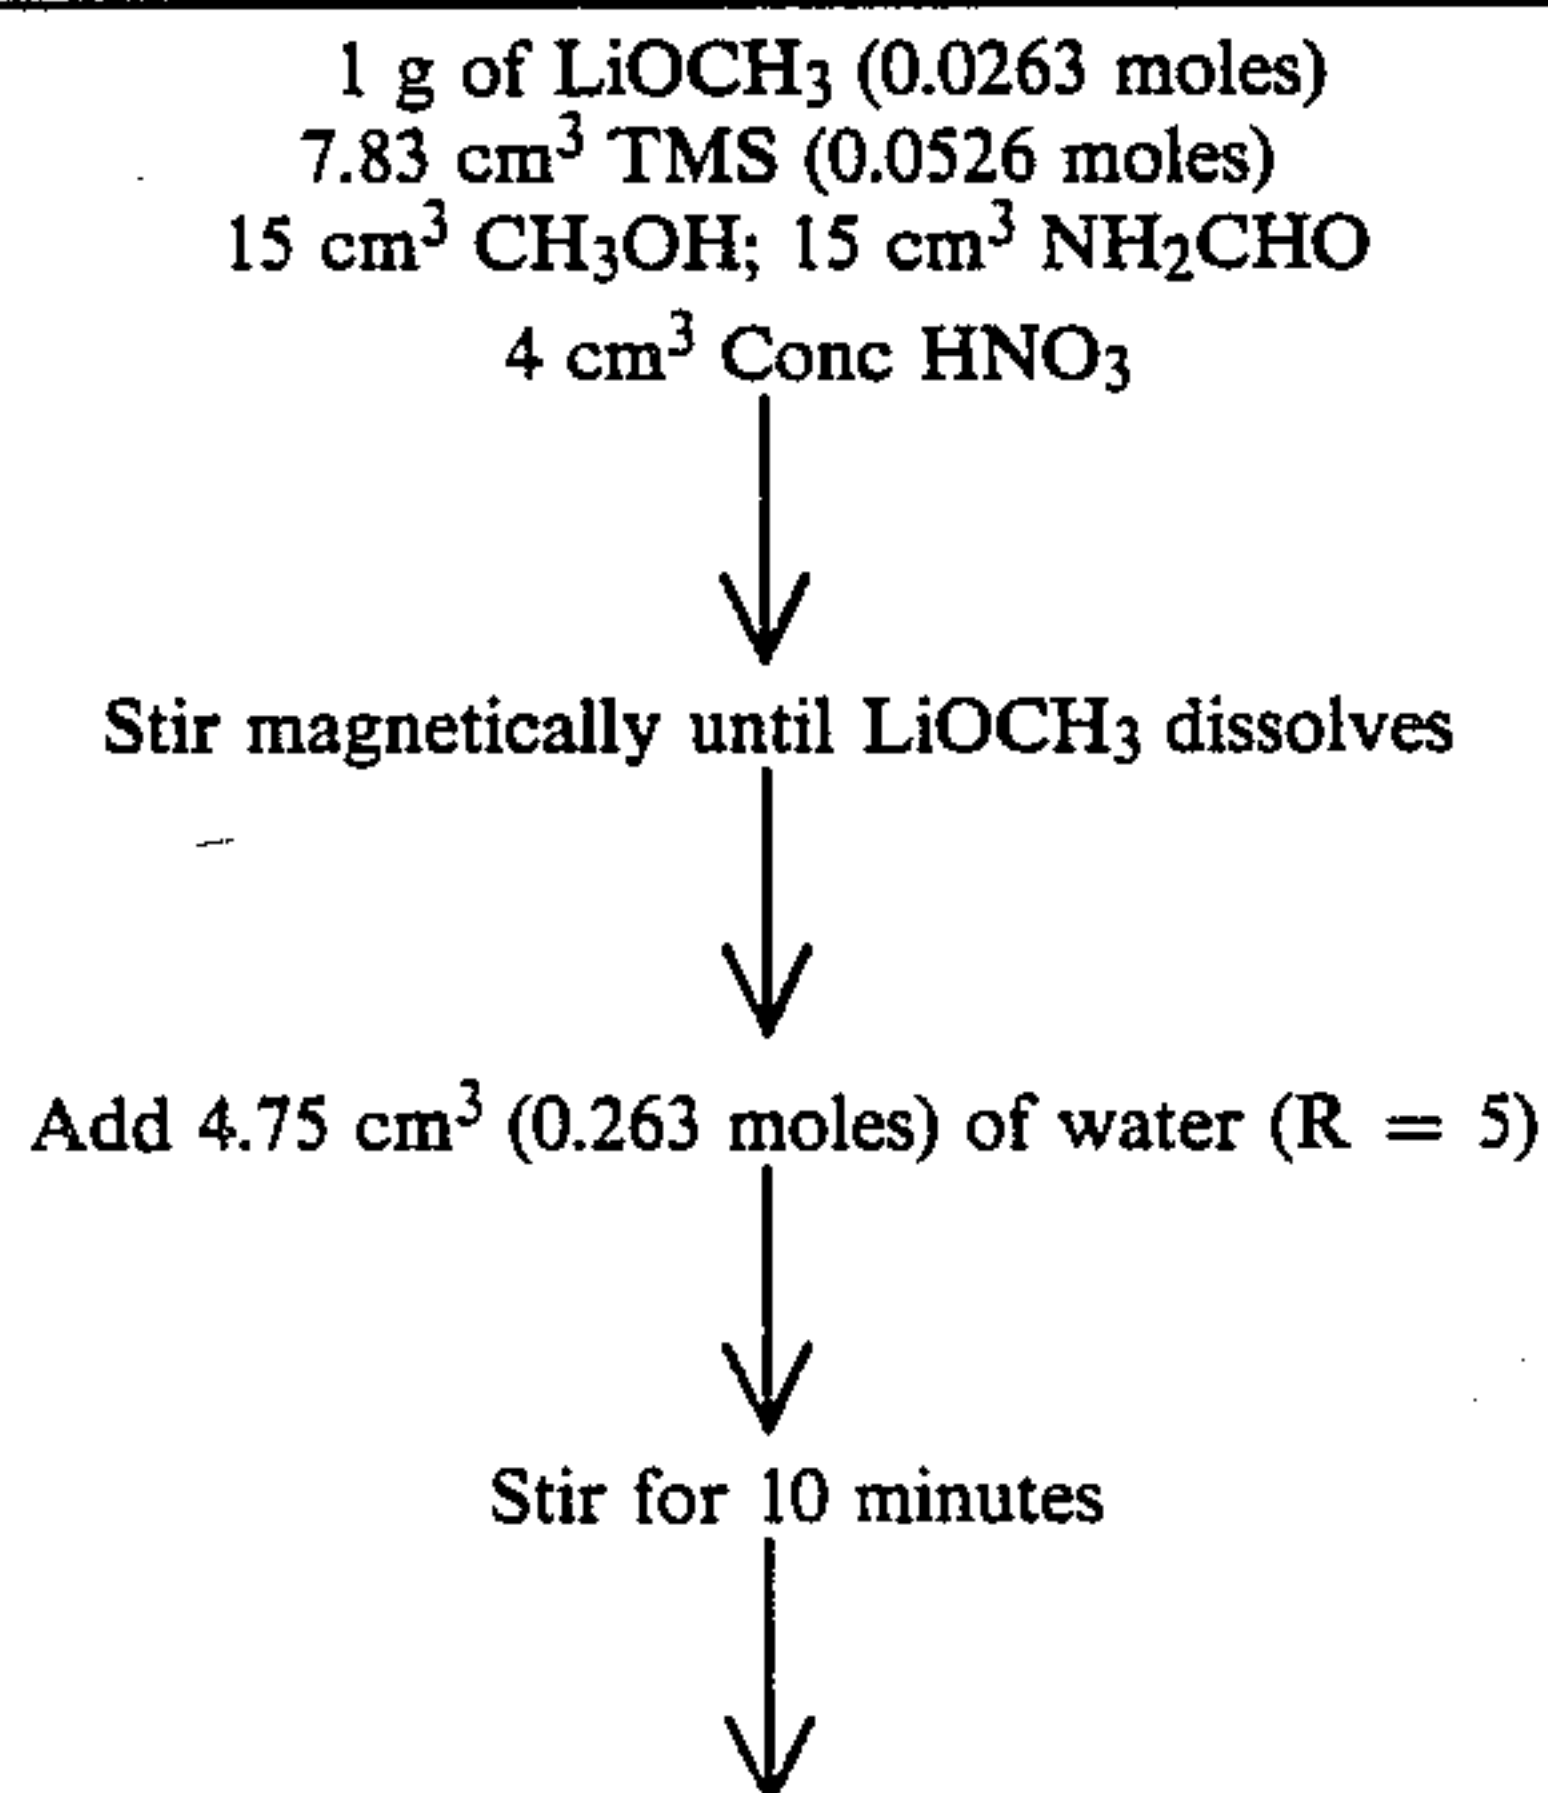 1 g of LiOCH₃ (0.0263 moles)
7.83 cm³ TMS (0.0526 moles)
15 cm³ CH₃OH; 15 cm³ NH₂CHO
4 cm³ Conc HNO₃
Stir magnetically until LiOCH₃ dissolves
Add 4.75 cm³ (0.263 moles) of water (R = 5)
Stir for 10 minutes